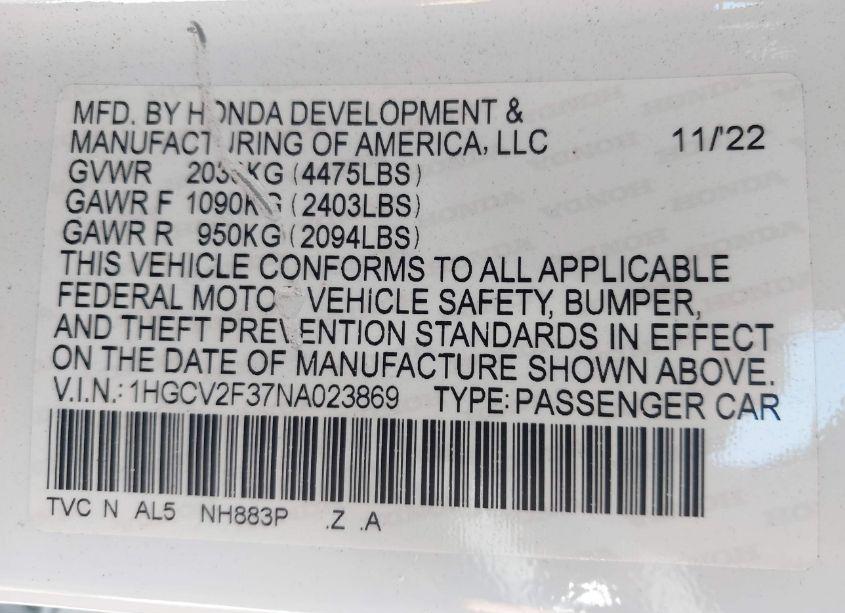 MFD. BY HONDA DEVELOPMENT &
MANUFACTURING OF AMERICA, LLC 11/'22
GVWR KG (4475LBS)
GAWR F 1090KG (2403LBS)
GAWR R 950KG (2094LBS)
THIS VEHICLE CONFORMS TO ALL APPLICABLE
FEDERAL MOTOR VEHICLE SAFETY, BUMPER,
AND THEFT PREVENTION STANDARDS IN EFFECT
ON THE DATE OF MANUFACTURE SHOWN ABOVE.
V.I.N.: 1HGCV2F37NA023869 TYPE: PASSENGER CAR
TVC N AL5 NH883P .Z .A